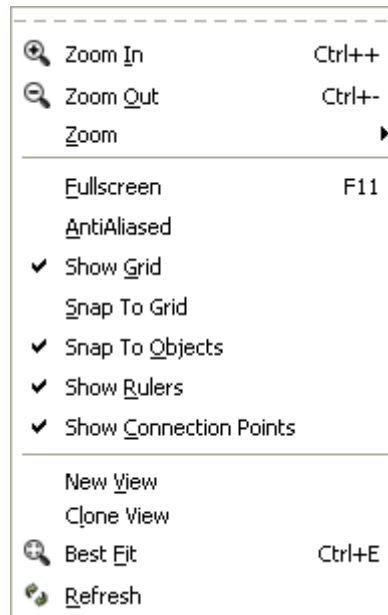 Zoom In Ctrl++
Zoom Out Ctrl+-
Zoom
Fullscreen F11
AntiAliased
Show Grid
Snap To Grid
Snap To Objects
Show Rulers
Show Connection Points
New View
Clone View
Best Fit Ctrl+E
Refresh